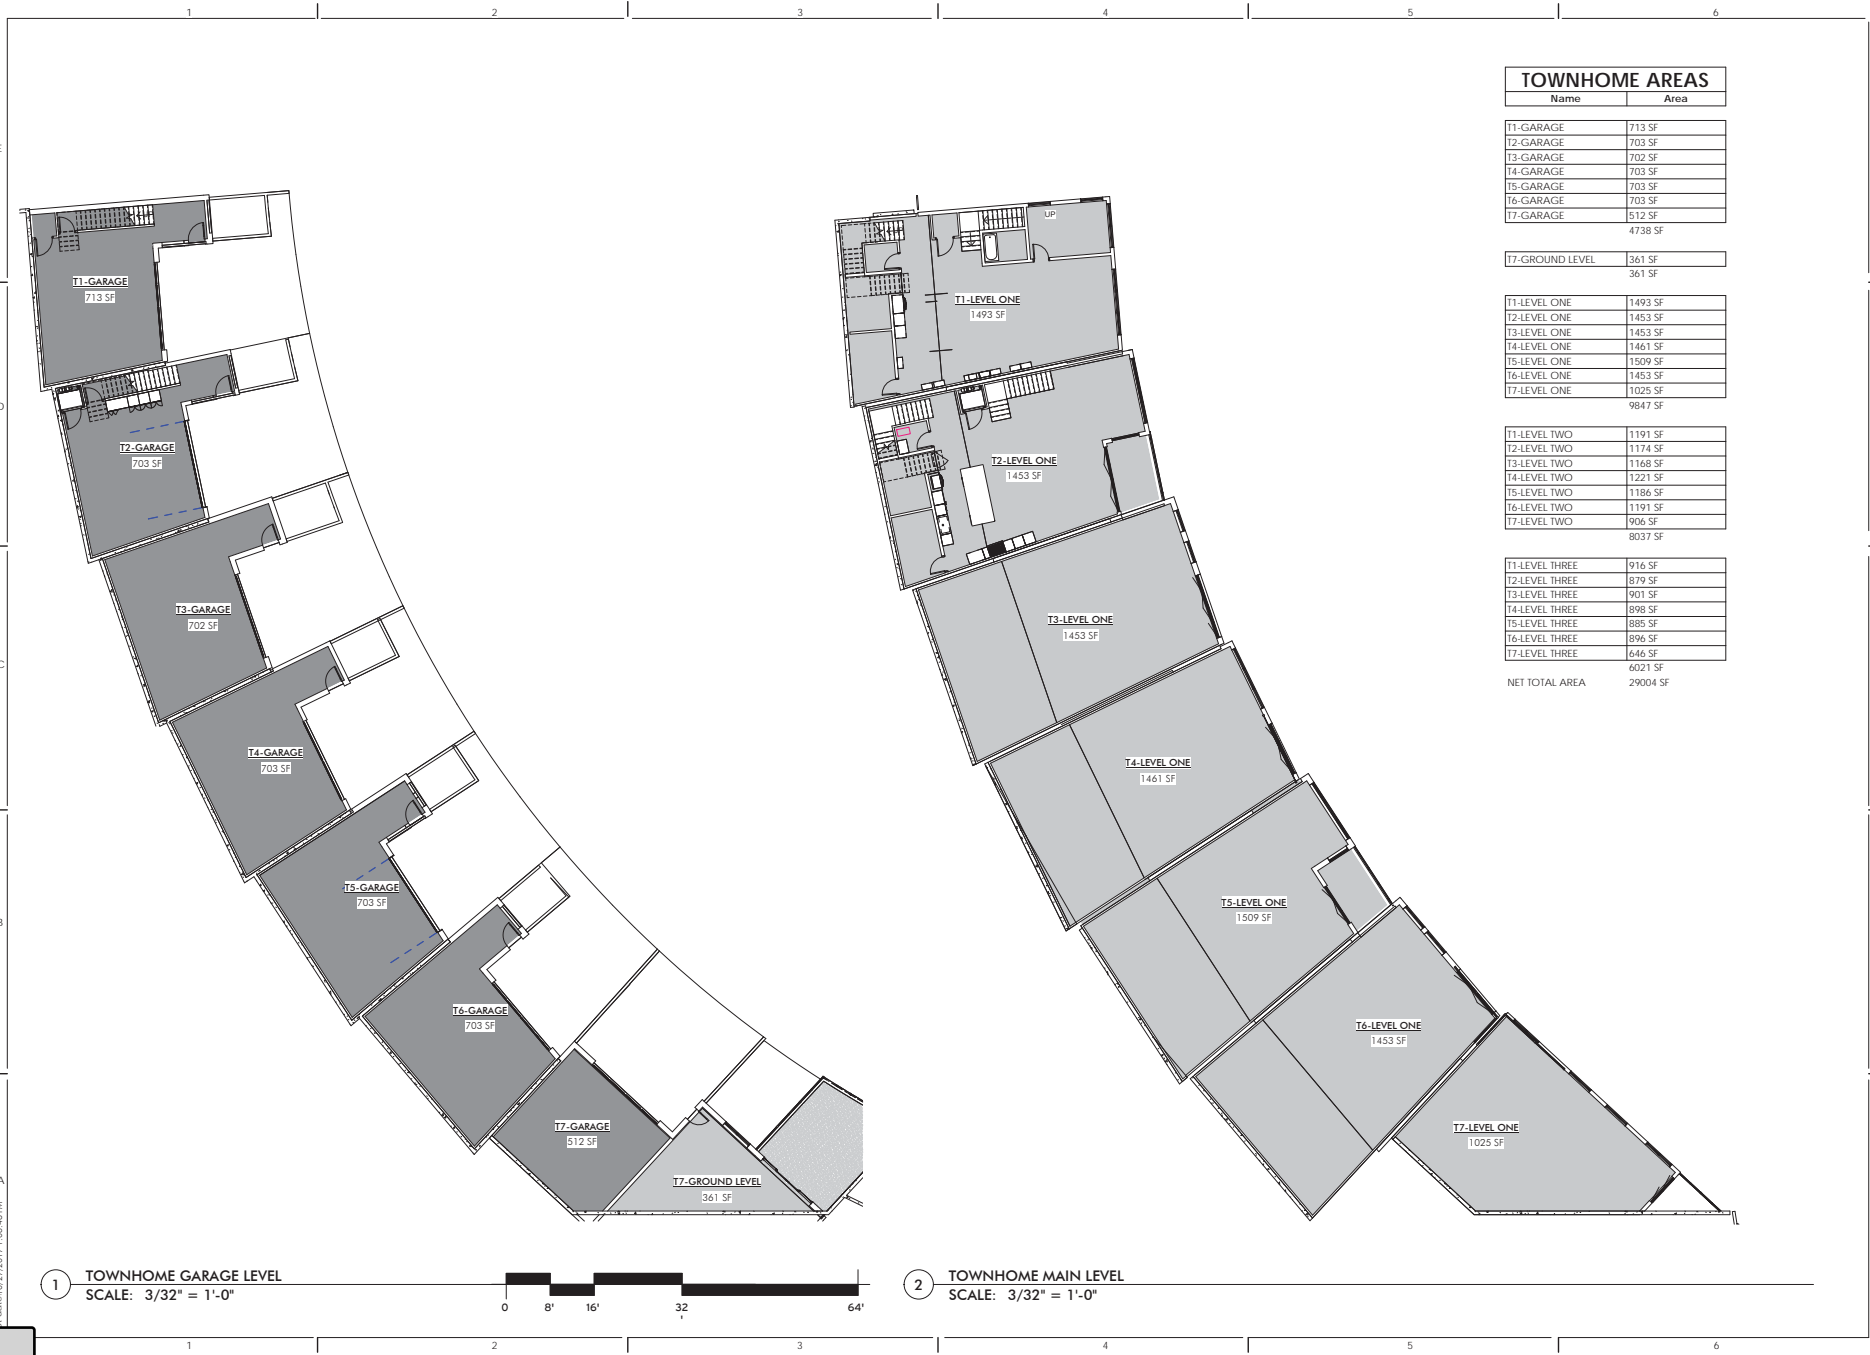 1 2 3 4 5 6
TOWNHOME AREAS
Name Area
T1-GARAGE 713 SF
T2-GARAGE 703 SF
T3-GARAGE 702 SF
T4-GARAGE 703 SF
T5-GARAGE 703 SF
T6-GARAGE 703 SF
T7-GARAGE 512 SF
4738 SF
T7-GROUND LEVEL 361 SF
361 SF
T1-LEVEL ONE 1493 SF
T2-LEVEL ONE 1453 SF
T3-LEVEL ONE 1453 SF
T4-LEVEL ONE 1461 SF
T5-LEVEL ONE 1509 SF
T6-LEVEL ONE 1453 SF
T7-LEVEL ONE 1025 SF
9847 SF
T1-LEVEL TWO 1191 SF
T2-LEVEL TWO 1174 SF
T3-LEVEL TWO 1168 SF
T4-LEVEL TWO 1221 SF
T5-LEVEL TWO 1186 SF
T6-LEVEL TWO 1191 SF
T7-LEVEL TWO 906 SF
8037 SF
T1-LEVEL THREE 916 SF
T2-LEVEL THREE 879 SF
T3-LEVEL THREE 901 SF
T4-LEVEL THREE 898 SF
T5-LEVEL THREE 885 SF
T6-LEVEL THREE 896 SF
T7-LEVEL THREE 646 SF
6021 SF
NET TOTAL AREA 29004 SF
T1-GARAGE
713 SF
T2-GARAGE
703 SF
T3-GARAGE
702 SF
T4-GARAGE
703 SF
T5-GARAGE
703 SF
T6-GARAGE
703 SF
T7-GARAGE
512 SF
T7-GROUND LEVEL
361 SF
UP
T1-LEVEL ONE
1493 SF
T2-LEVEL ONE
1453 SF
T3-LEVEL ONE
1453 SF
T4-LEVEL ONE
1461 SF
T5-LEVEL ONE
1509 SF
T6-LEVEL ONE
1453 SF
T7-LEVEL ONE
1025 SF
1 TOWNHOME GARAGE LEVEL
SCALE: 3/32" = 1'-0"
0 8' 16' 32
' 64'
2 TOWNHOME MAIN LEVEL
SCALE: 3/32" = 1'-0"
1 2 3 4 5 6